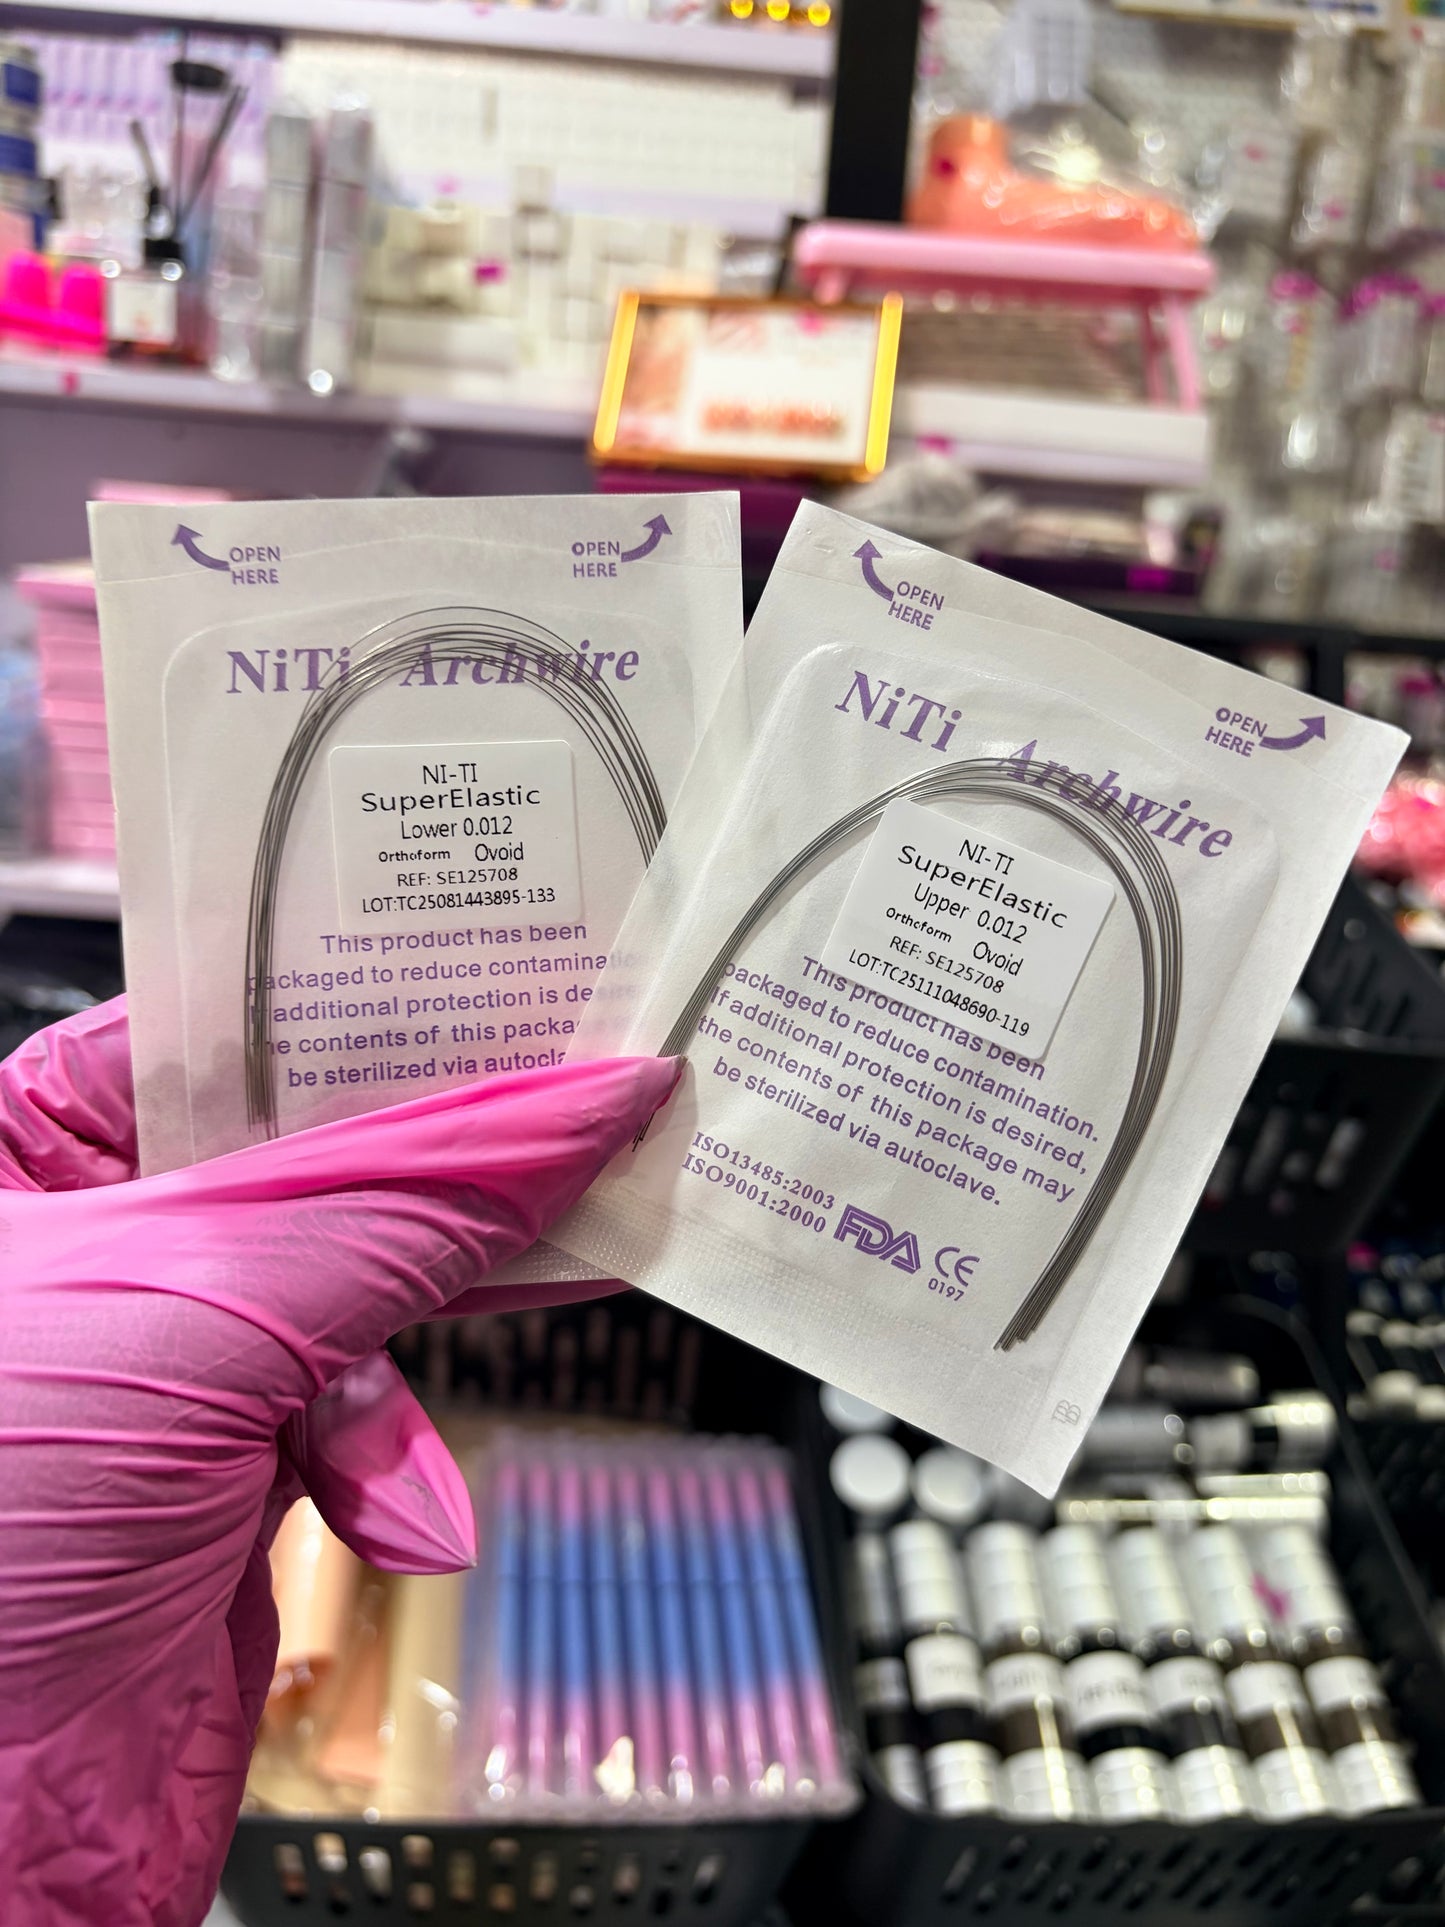 OPEN
HERE
OPEN
HERE
NiTi Archwire
NI-TI
SuperElastic
Lower 0.012
Orthoform Ovoid
REF: SE125708
LOT:TC25081443895-133
This product has been
packaged to reduce
additional protection is
the contents of this
be sterilized via
OPEN
HERE
OPEN
HERE
NiTi Archwire
NI-TI
SuperElastic
Upper 0.012
Orthoform Ovoid
REF: SE125708
LOT:TC25111048690-119
This product has been
packaged to reduce contamination.
If additional protection is desired,
the contents of this package may
be sterilized via autoclave.
ISO13485:2003
ISO9001:2000
FDA CE
0197